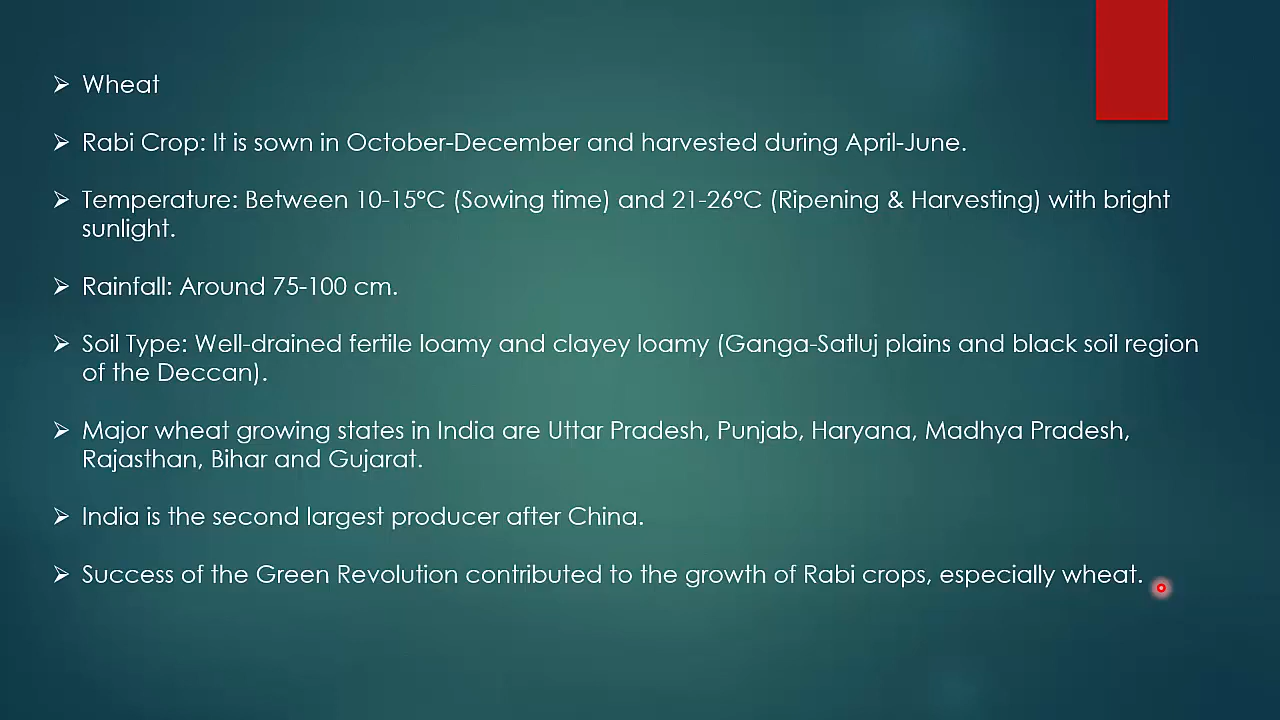 ➢ Wheat
➢ Rabi Crop: It is sown in October-December and harvested during April-June.
➢ Temperature: Between 10-15°C (Sowing time) and 21-26°C (Ripening & Harvesting) with bright
sunlight.
➢ Rainfall: Around 75-100 cm.
➢ Soil Type: Well-drained fertile loamy and clayey loamy (Ganga-Satluj plains and black soil region
of the Deccan).
➢ Major wheat growing states in India are Uttar Pradesh, Punjab, Haryana, Madhya Pradesh,
Rajasthan, Bihar and Gujarat.
➢ India is the second largest producer after China.
➢ Success of the Green Revolution contributed to the growth of Rabi crops, especially wheat.